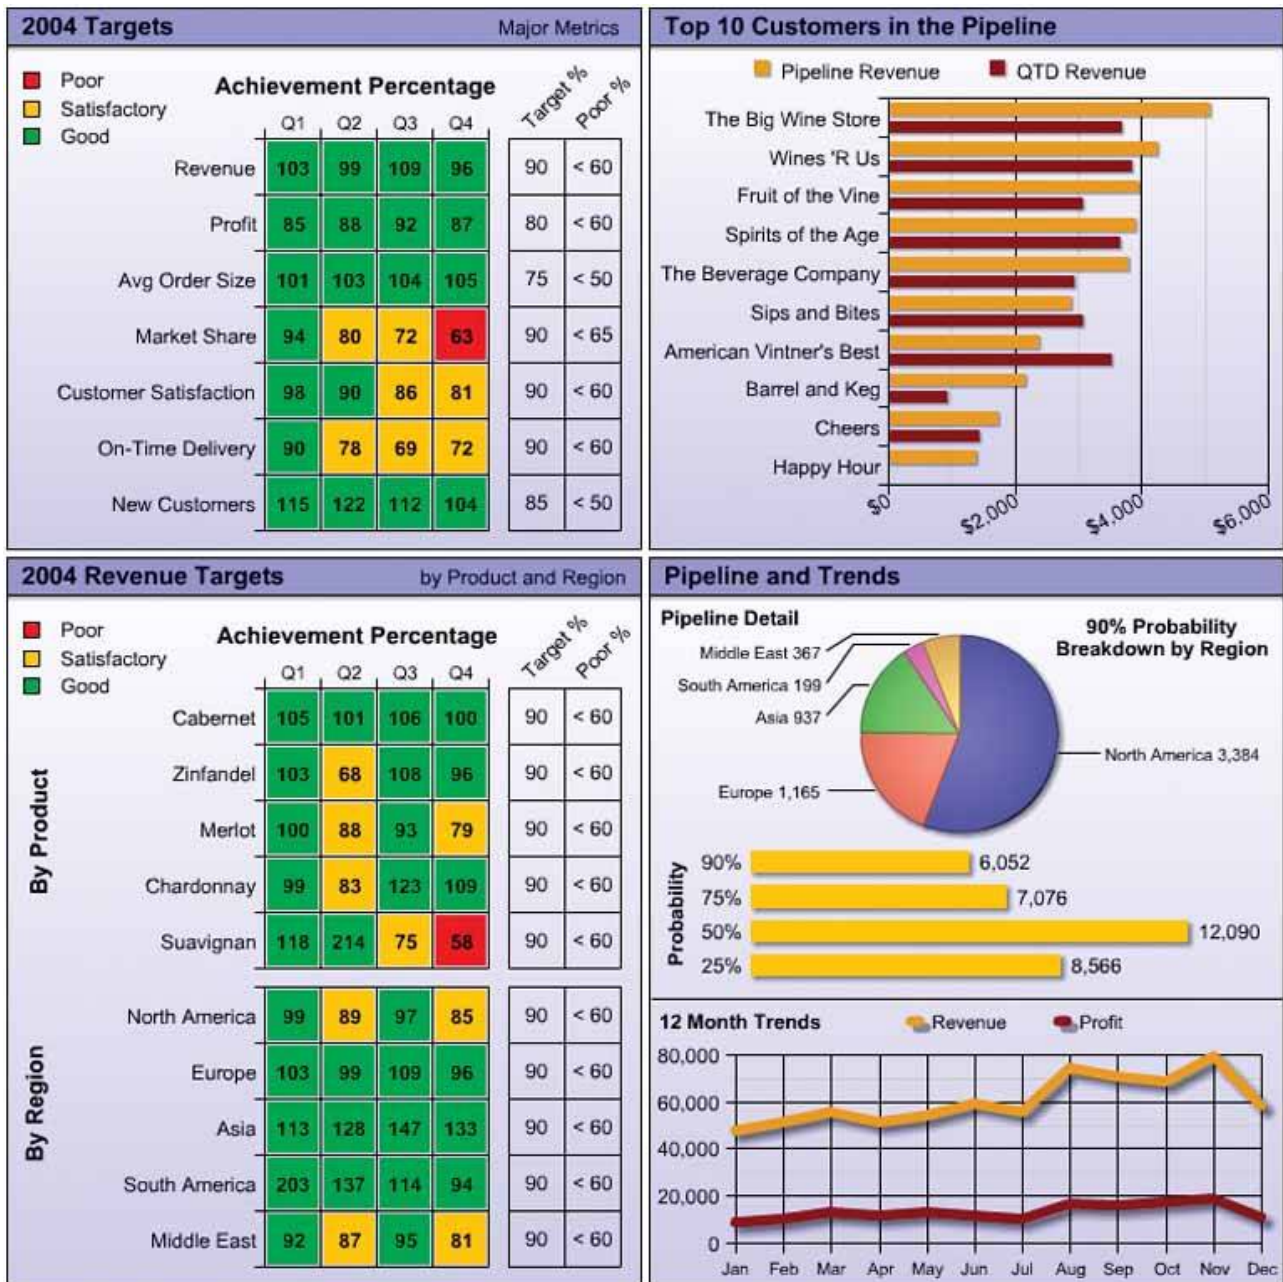 2004 Targets Major Metrics
Poor
Satisfactory
Good
Achievement Percentage
Q1 Q2 Q3 Q4 Target % Poor %
Revenue 103 99 109 96 90 < 60
Profit 85 88 92 87 80 < 60
Avg Order Size 101 103 104 105 75 < 50
Market Share 94 80 72 63 90 < 65
Customer Satisfaction 98 90 86 81 90 < 60
On-Time Delivery 90 78 69 72 90 < 60
New Customers 115 122 112 104 85 < 50
Top 10 Customers in the Pipeline
Pipeline Revenue QTD Revenue
The Big Wine Store
Wines 'R Us
Fruit of the Vine
Spirits of the Age
The Beverage Company
Sips and Bites
American Vintner's Best
Barrel and Keg
Cheers
Happy Hour
$0 $2,000 $4,000 $6,000
2004 Revenue Targets by Product and Region
Poor
Satisfactory
Good
Achievement Percentage
Q1 Q2 Q3 Q4 Target % Poor %
By Product
Cabernet 105 101 106 100 90 < 60
Zinfandel 103 68 108 96 90 < 60
Merlot 100 88 93 79 90 < 60
Chardonnay 99 83 123 109 90 < 60
Suavignan 118 214 75 58 90 < 60
By Region
North America 99 89 97 85 90 < 60
Europe 103 99 109 96 90 < 60
Asia 113 128 147 133 90 < 60
South America 203 137 114 94 90 < 60
Middle East 92 87 95 81 90 < 60
Pipeline and Trends
Pipeline Detail
90% Probability
Breakdown by Region
Middle East 367
South America 199
Asia 937
North America 3,384
Europe 1,165
Probability
90% 6,052
75% 7,076
50% 12,090
25% 8,566
12 Month Trends Revenue Profit
80,000
60,000
40,000
20,000
0
Jan Feb Mar Apr May Jun Jul Aug Sep Oct Nov Dec